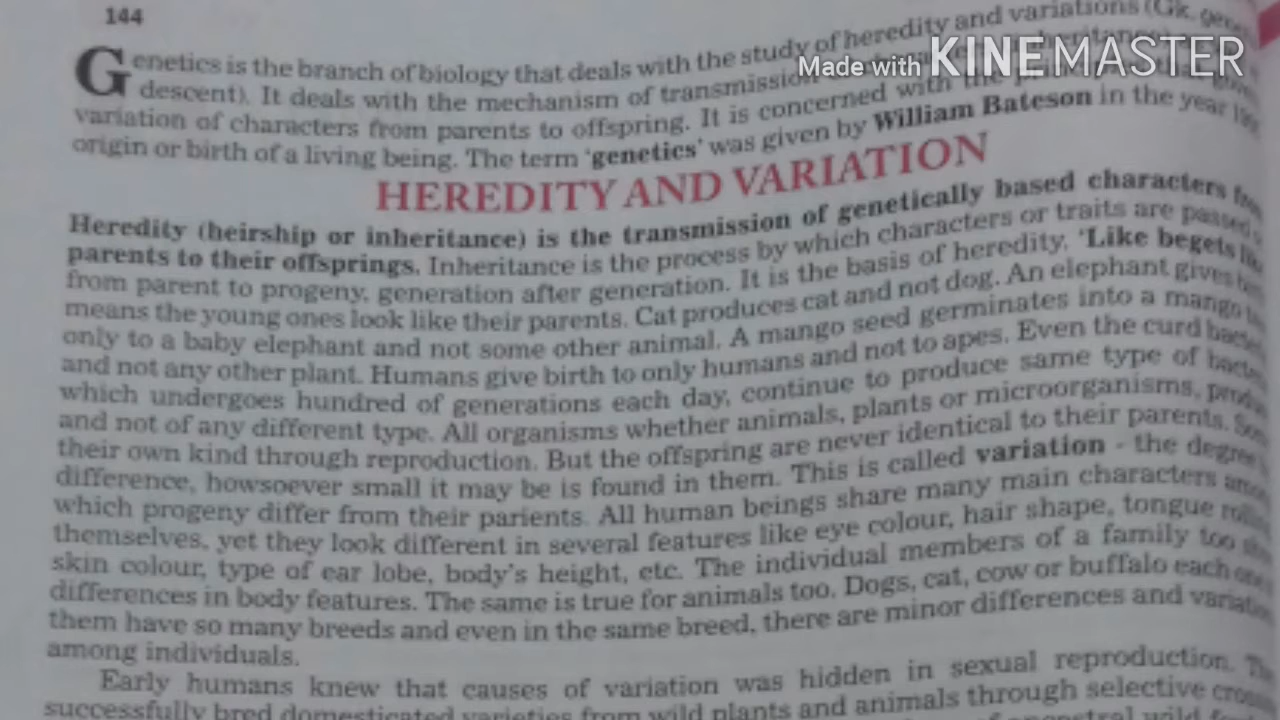 144
Genetics is the branch of biology that deals with the study of heredity and variations (Gk.
Made with KINEMASTER
descent). It deals with the mechanism of transmission
variation of characters from parents to offspring. It is concerned with the
origin or birth of a living being. The term 'genetics' was given by William Bateson in the year
HEREDITY AND VARIATION
Heredity (heirship or inheritance) is the transmission of genetically based characters
parents to their offsprings. Inheritance is the process by which characters or traits are
from parent to progeny, generation after generation. It is the basis of heredity. 'Like begets
means the young ones look like their parents. Cat produces cat and not dog. An elephant gives
only to a baby elephant and not some other animal. A mango seed germinates into a mango
and not any other plant. Humans give birth to only humans and not to apes. Even the curd
which undergoes hundred of generations each day, continue to produce same type of
and not of any different type. All organisms whether animals, plants or microorganisms,
their own kind through reproduction. But the offspring are never identical to their parents.
difference, howsoever small it may be is found in them. This is called variation - the degree
which progeny differ from their parients. All human beings share many main characters
themselves, yet they look different in several features like eye colour, hair shape, tongue
skin colour, type of ear lobe, body's height, etc. The individual members of a family too
differences in body features. The same is true for animals too. Dogs, cat, cow or buffalo each
them have so many breeds and even in the same breed, there are minor differences and
among individuals.
Early humans knew that causes of variation was hidden in sexual reproduction.
successfully bred domesticated varieties from wild plants and animals through selective